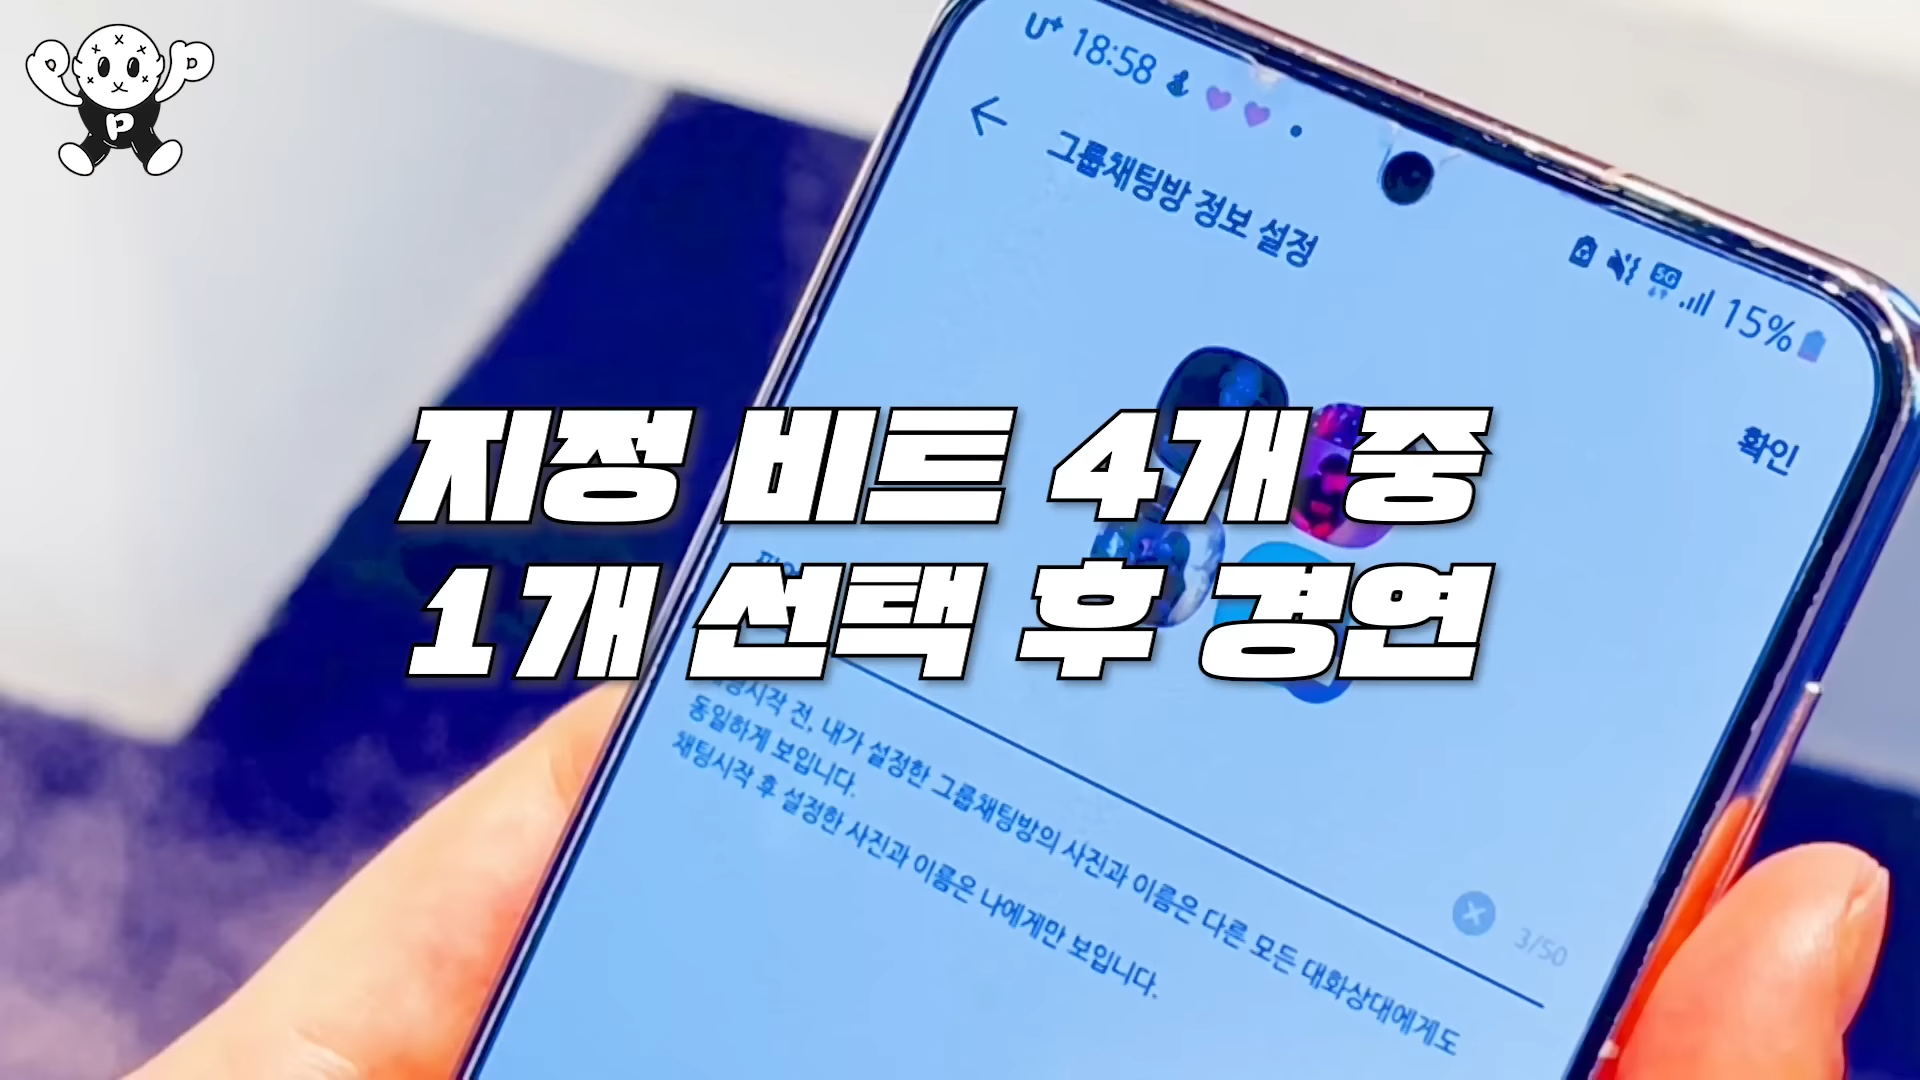 U+ 18:58
그룹채팅방 정보 설정
5G 15%
확인
지정 비트 4개 중
1개 선택 후 경연
채팅시작 전, 내가 설정한 그룹채팅방의 사진과 이름은 다른 모든 대화상대에게도
동일하게 보입니다.
채팅시작 후 설정한 사진과 이름은 나에게만 보입니다.
3/50
P P
P